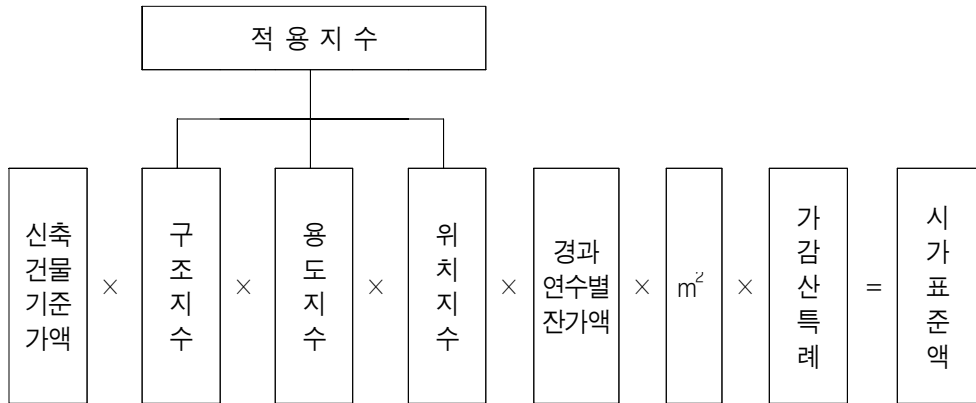 적 용 지 수
신축
건물
기준
가액
×
구
조
지
수
×
용
도
지
수
×
위
치
지
수
×
경과
연수별
잔가액
×
m²
×
가
감
산
특
례
=
시
가
표
준
액